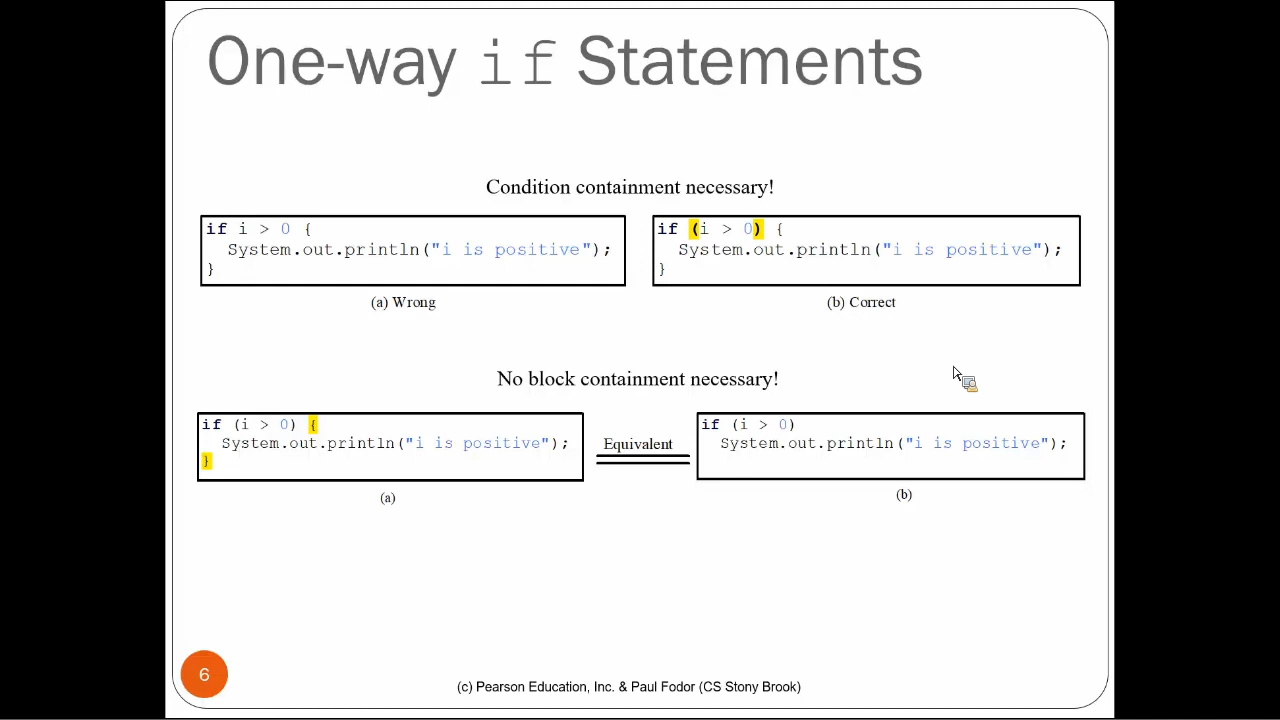 One-way if Statements
Condition containment necessary!
if i > 0 {
System.out.println("i is positive");
}
(a) Wrong
if (i > 0) {
System.out.println("i is positive");
}
(b) Correct
No block containment necessary!
if (i > 0) {
System.out.println("i is positive");
}
(a)
Equivalent
if (i > 0)
System.out.println("i is positive");
(b)
6
(c) Pearson Education, Inc. & Paul Fodor (CS Stony Brook)